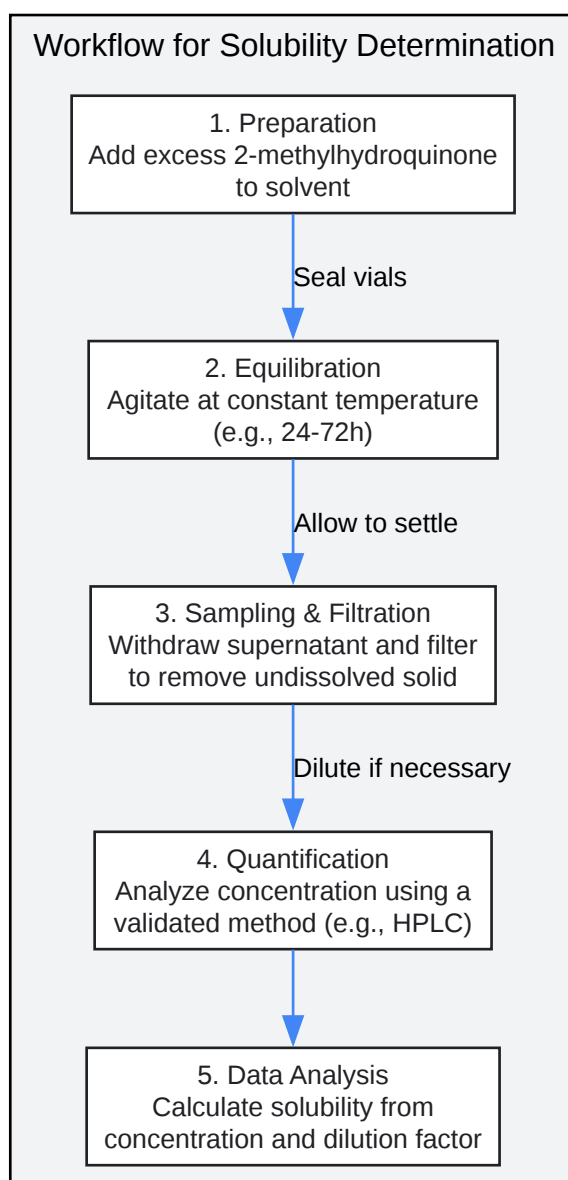 Workflow for Solubility Determination
1. Preparation
Add excess 2-methylhydroquinone
to solvent
Seal vials
2. Equilibration
Agitate at constant temperature
(e.g., 24-72h)
Allow to settle
3. Sampling & Filtration
Withdraw supernatant and filter
to remove undissolved solid
Dilute if necessary
4. Quantification
Analyze concentration using a
validated method (e.g., HPLC)
5. Data Analysis
Calculate solubility from
concentration and dilution factor